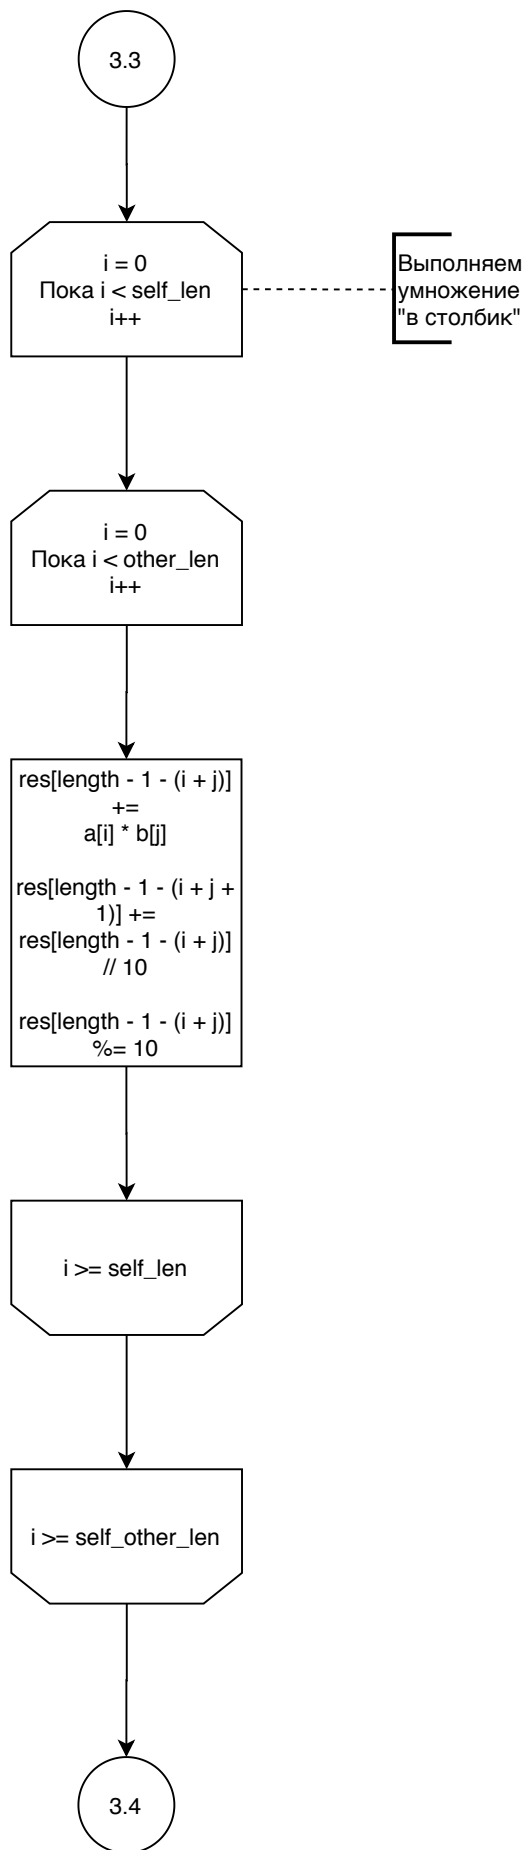 3.3
i = 0
Пока i < self_len
i++
Выполняем
умножение
"в столбик"
i = 0
Пока i < other_len
i++
res[length - 1 - (i + j)]
+=
a[i] * b[j]
res[length - 1 - (i + j +
1)] +=
res[length - 1 - (i + j)]
// 10
res[length - 1 - (i + j)]
%= 10
i >= self_len
i >= self_other_len
3.4